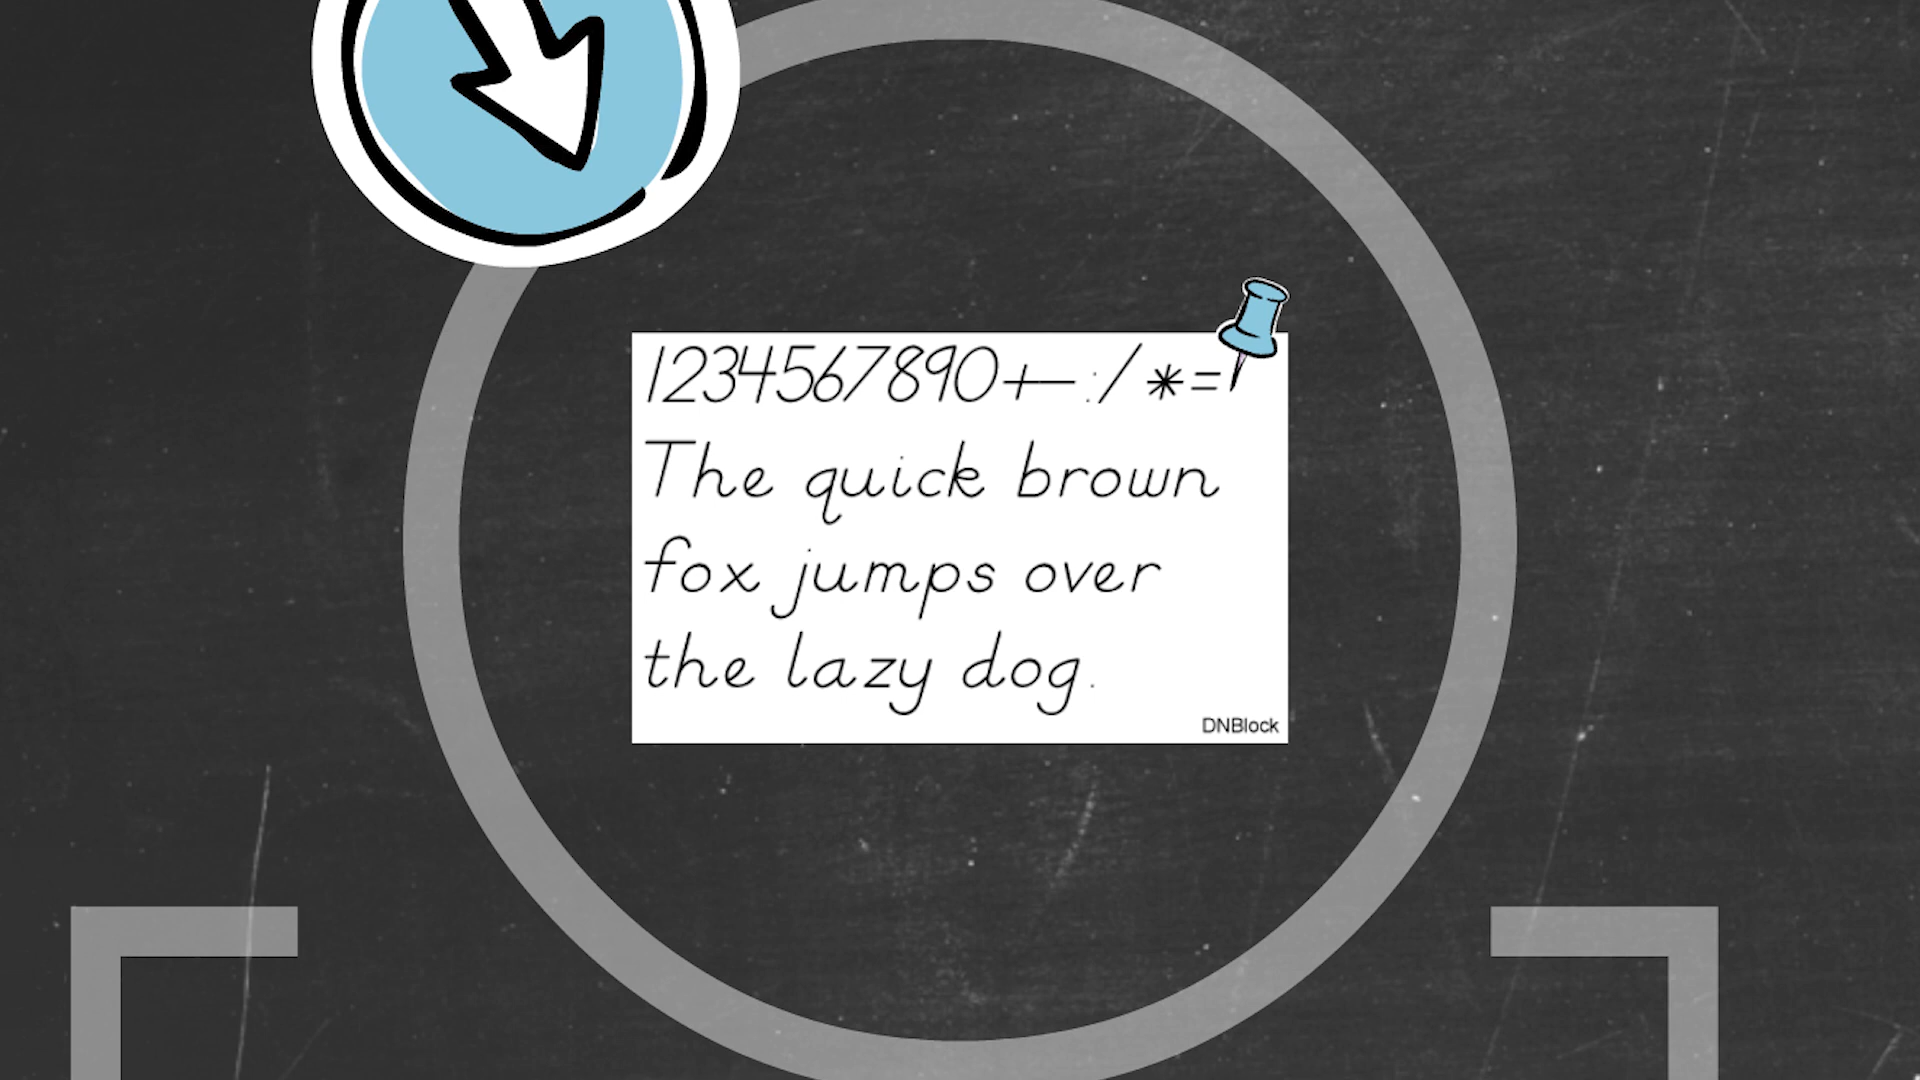 1234567890+-:/*=
The quick brown
fox jumps over
the lazy dog.
DNBlock